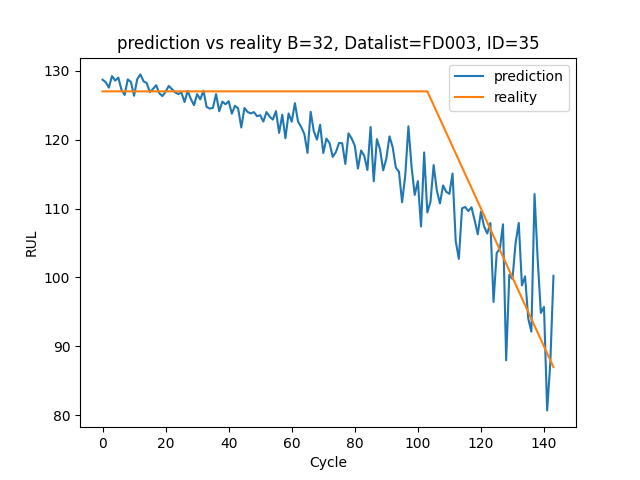 prediction vs reality B=32, Datalist=FD003, ID=35
prediction
reality
RUL
130
120
110
100
90
80
0 20 40 60 80 100 120 140
Cycle